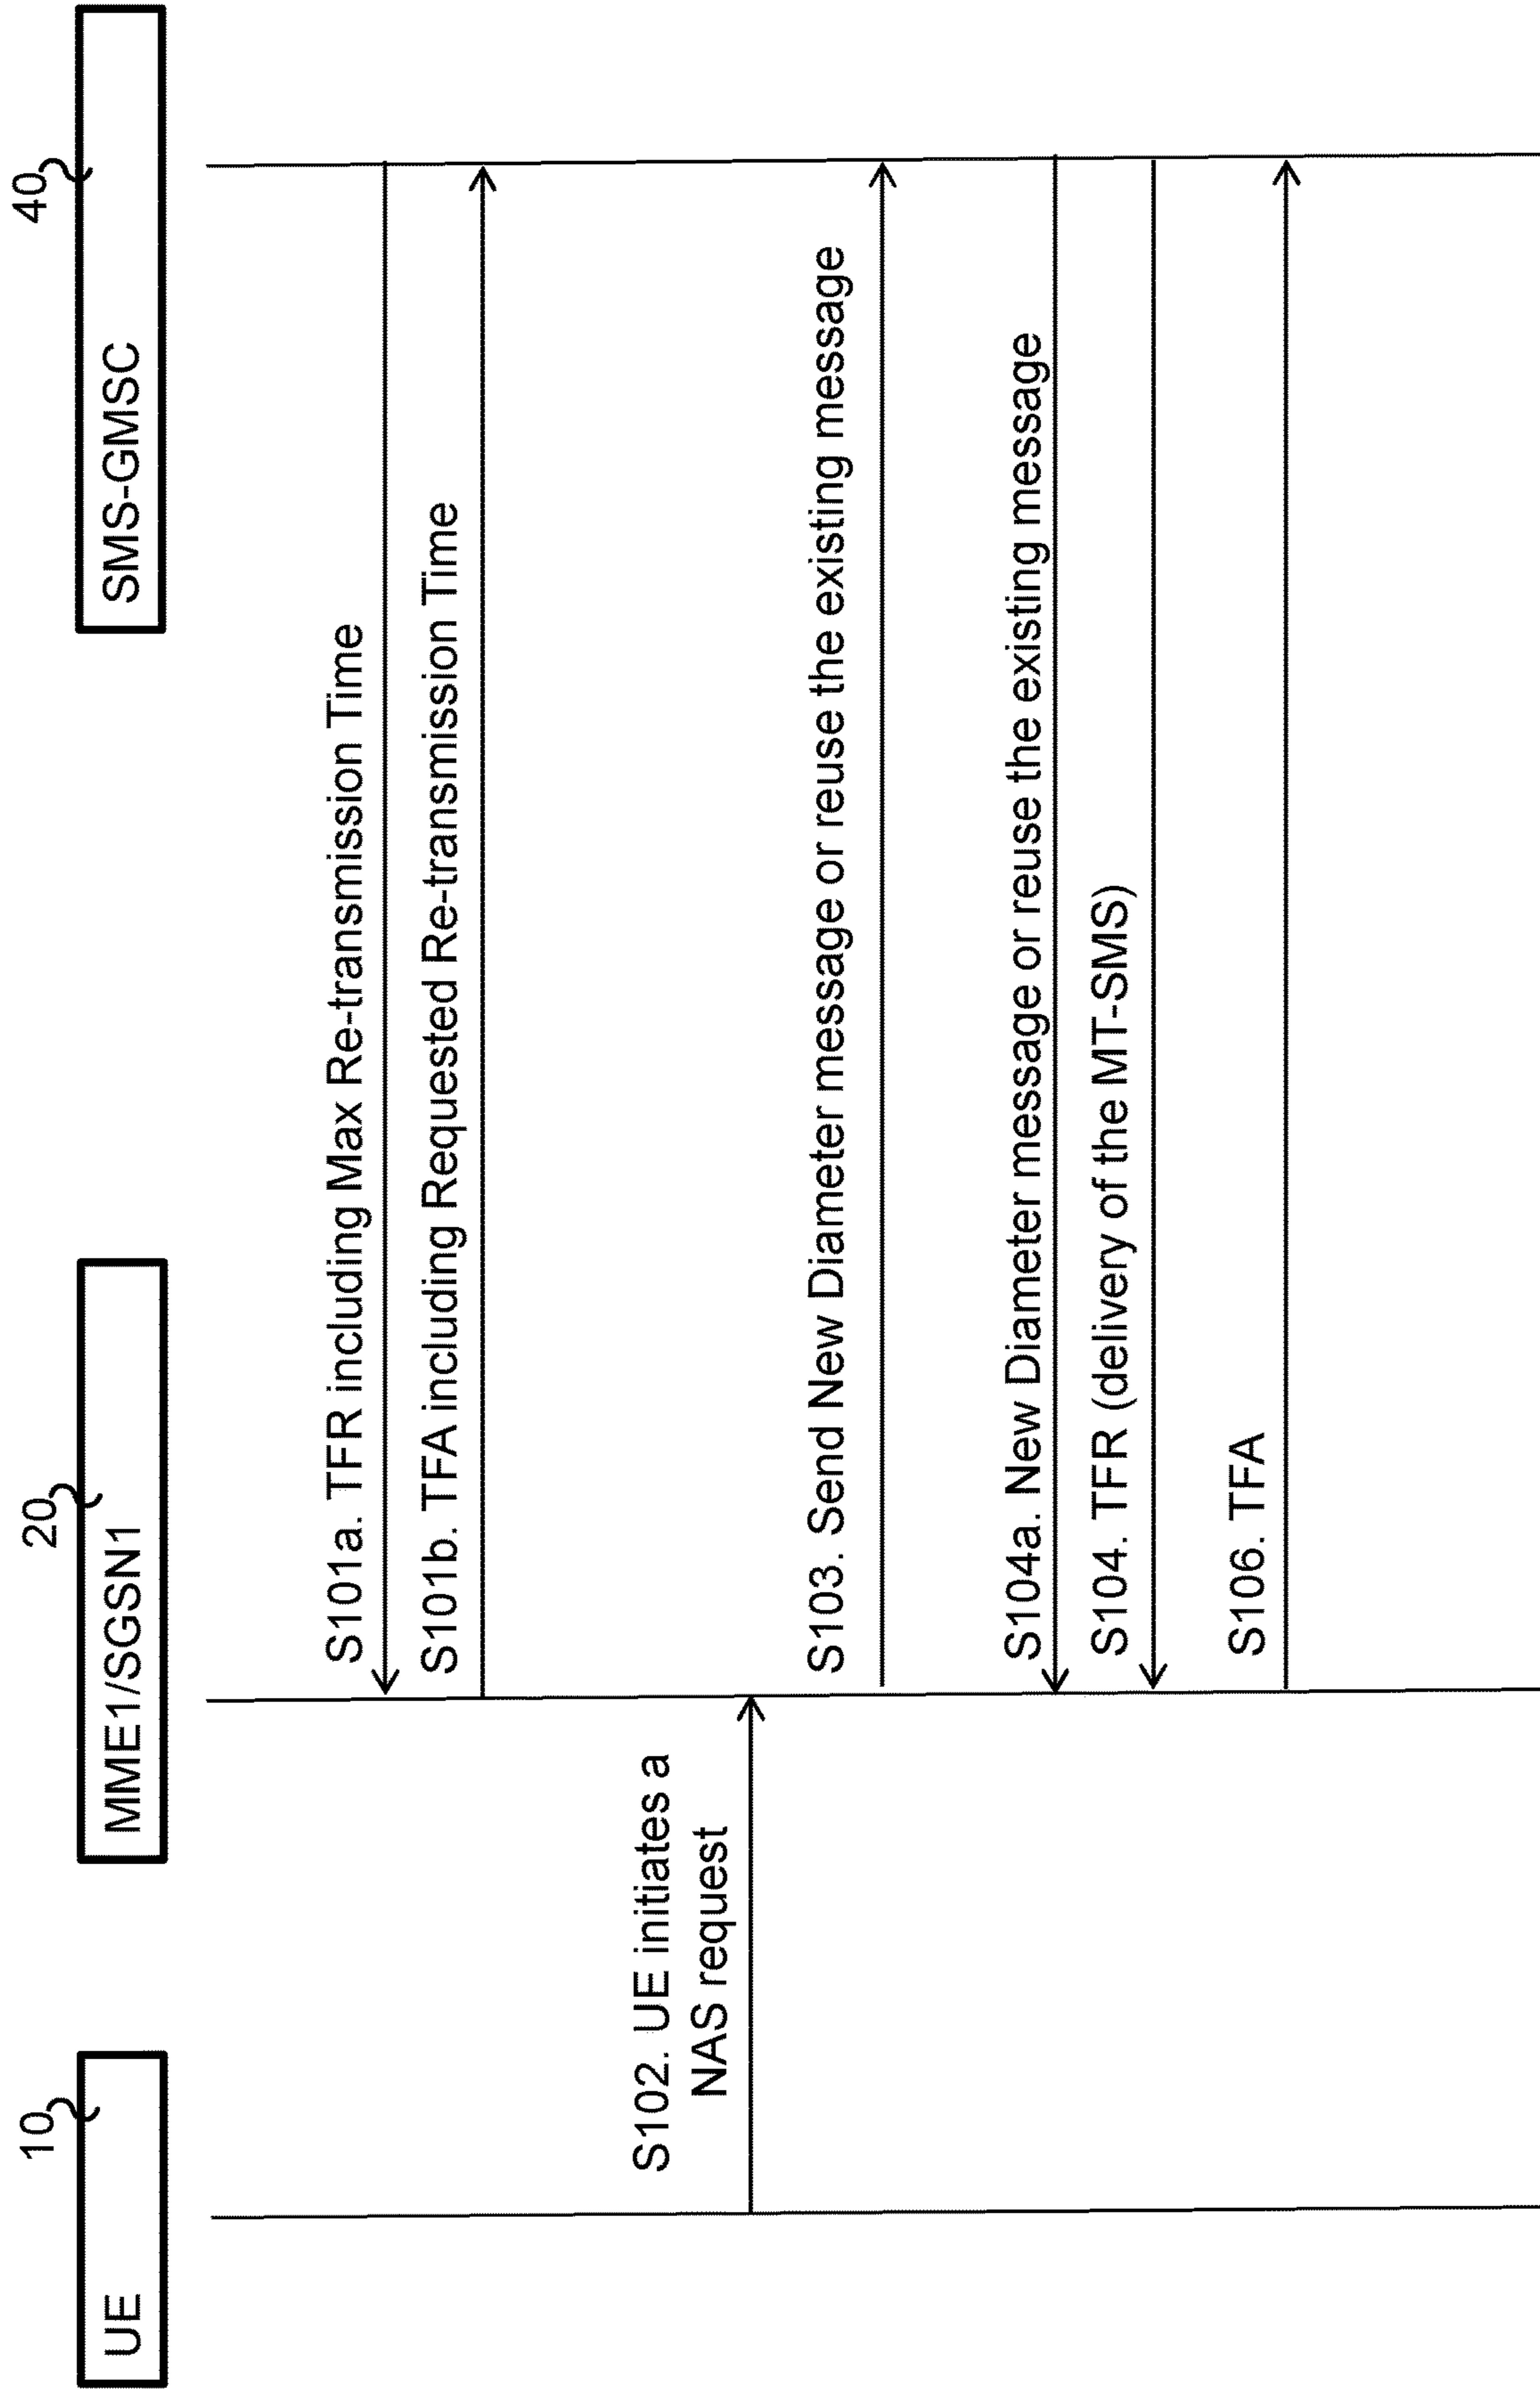 10
20
40
UE
MME1/SGSN1
SMS-GMSC
S101a. TFR including Max Re-transmission Time
S101b. TFA including Requested Re-transmission Time
S102. UE initiates a
NAS request
S103. Send New Diameter message or reuse the existing message
S104a. New Diameter message or reuse the existing message
S104. TFR (delivery of the MT-SMS)
S106. TFA